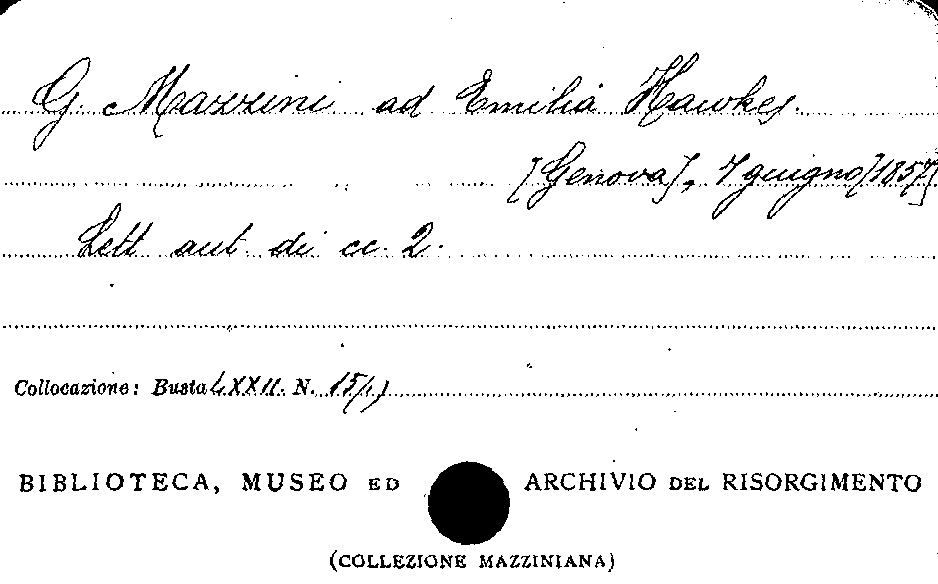 G. Mazzini ad Emilia Hawkes.
[Genova], 7 giugno [1857]
Lett. aut. di cc. 2.
Collocazione: Busta LXXII. N. 15/1)
BIBLIOTECA, MUSEO ED ARCHIVIO DEL RISORGIMENTO
(COLLEZIONE MAZZINIANA)